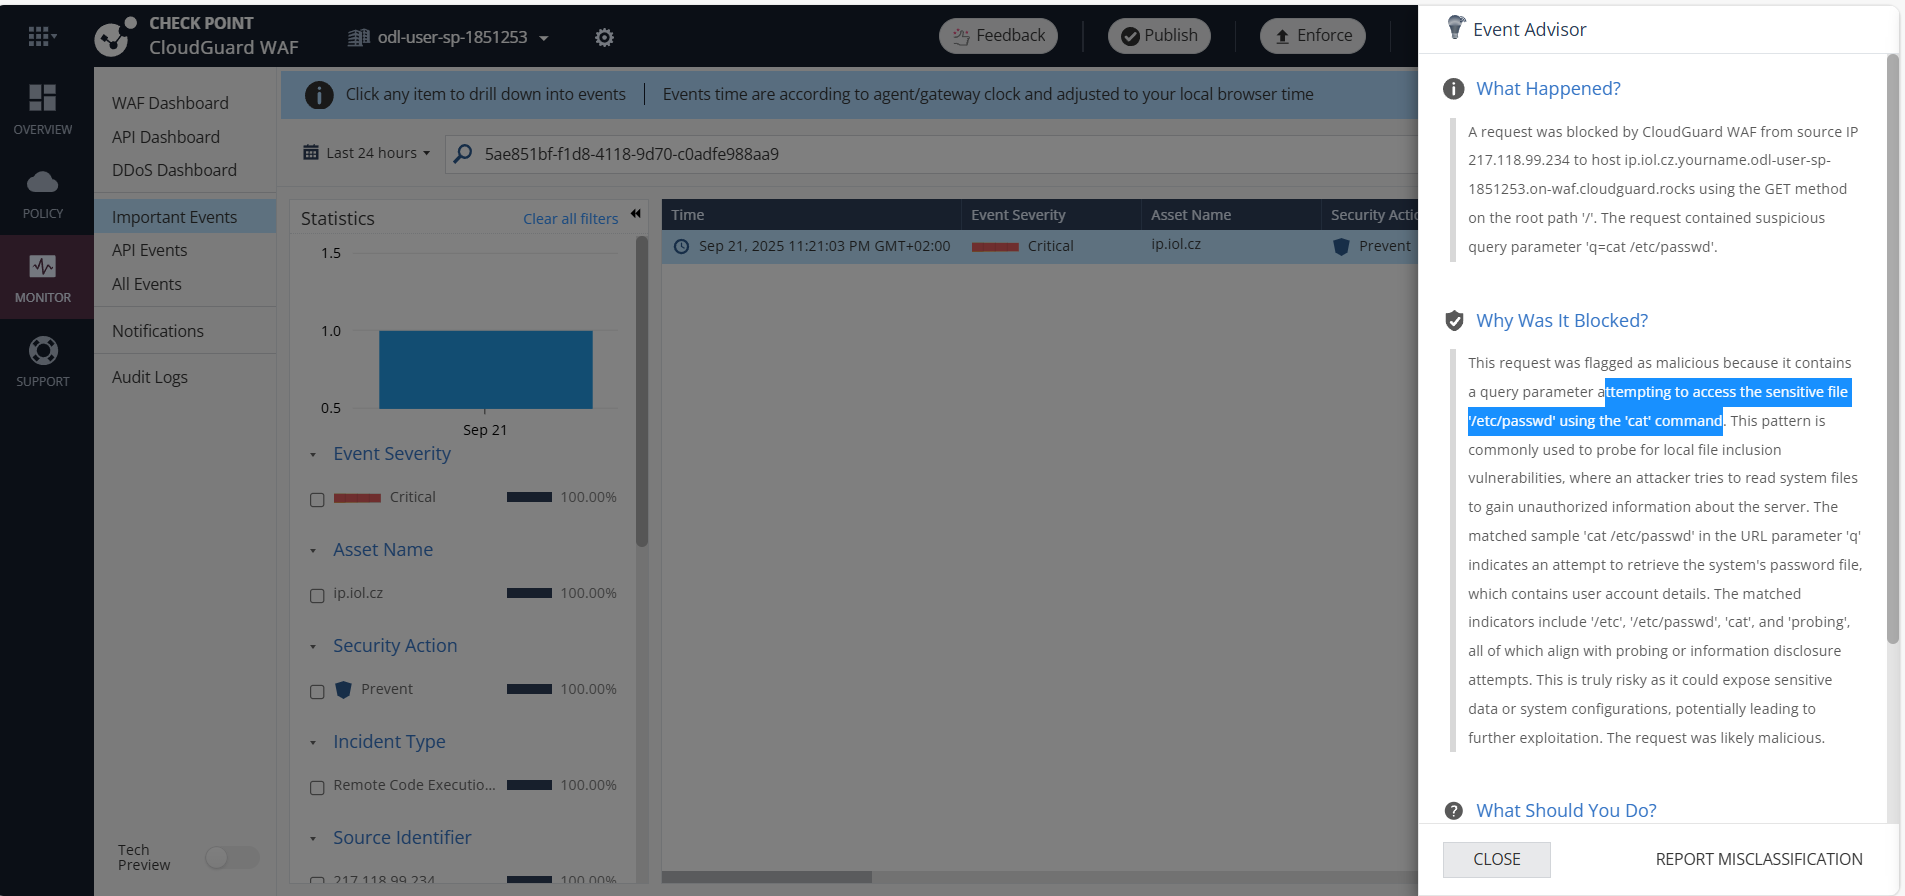 CHECK POINT
CloudGuard WAF
odl-user-sp-1851253
Feedback
Publish
Enforce
OVERVIEW
POLICY
MONITOR
SUPPORT
WAF Dashboard
API Dashboard
DDoS Dashboard
Important Events
API Events
All Events
Notifications
Audit Logs
Tech
Preview
Click any item to drill down into events
Events time are according to agent/gateway clock and adjusted to your local browser time
Last 24 hours
5ae851bf-f1d8-4118-9d70-c0adfe988aa9
Statistics
Clear all filters
1.5
1.0
0.5
Sep 21
Event Severity
Critical 100.00%
Asset Name
ip.iol.cz 100.00%
Security Action
Prevent 100.00%
Incident Type
Remote Code Executio... 100.00%
Source Identifier
217.118.99.234 100.00%
Time Event Severity Asset Name Security Actio
Sep 21, 2025 11:21:03 PM GMT+02:00 Critical ip.iol.cz Prevent
Event Advisor
What Happened?
A request was blocked by CloudGuard WAF from source IP
217.118.99.234 to host ip.iol.cz.yourname.odl-user-sp-
1851253.on-waf.cloudguard.rocks using the GET method
on the root path '/'. The request contained suspicious
query parameter 'q=cat /etc/passwd'.
Why Was It Blocked?
This request was flagged as malicious because it contains
a query parameter attempting to access the sensitive file
'/etc/passwd' using the 'cat' command. This pattern is
commonly used to probe for local file inclusion
vulnerabilities, where an attacker tries to read system files
to gain unauthorized information about the server. The
matched sample 'cat /etc/passwd' in the URL parameter 'q'
indicates an attempt to retrieve the system's password file,
which contains user account details. The matched
indicators include '/etc', '/etc/passwd', 'cat', and 'probing',
all of which align with probing or information disclosure
attempts. This is truly risky as it could expose sensitive
data or system configurations, potentially leading to
further exploitation. The request was likely malicious.
What Should You Do?
CLOSE
REPORT MISCLASSIFICATION